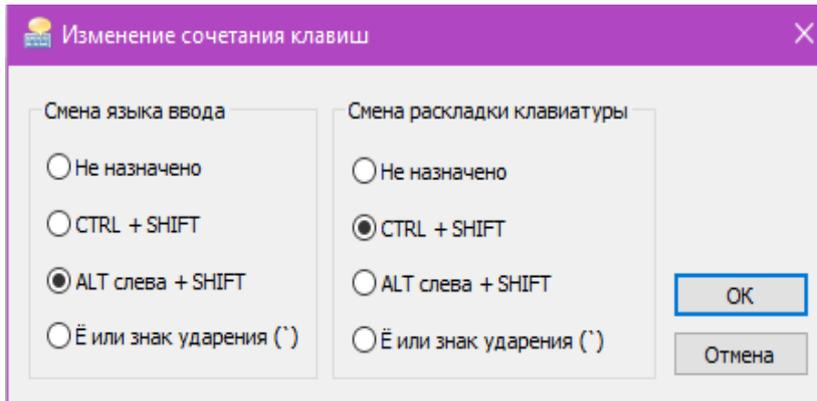 Изменение сочетания клавиш
Смена языка ввода
Не назначено
CTRL + SHIFT
ALT слева + SHIFT
Ё или знак ударения (`)
Смена раскладки клавиатуры
Не назначено
CTRL + SHIFT
ALT слева + SHIFT
Ё или знак ударения (`)
ОК
Отмена